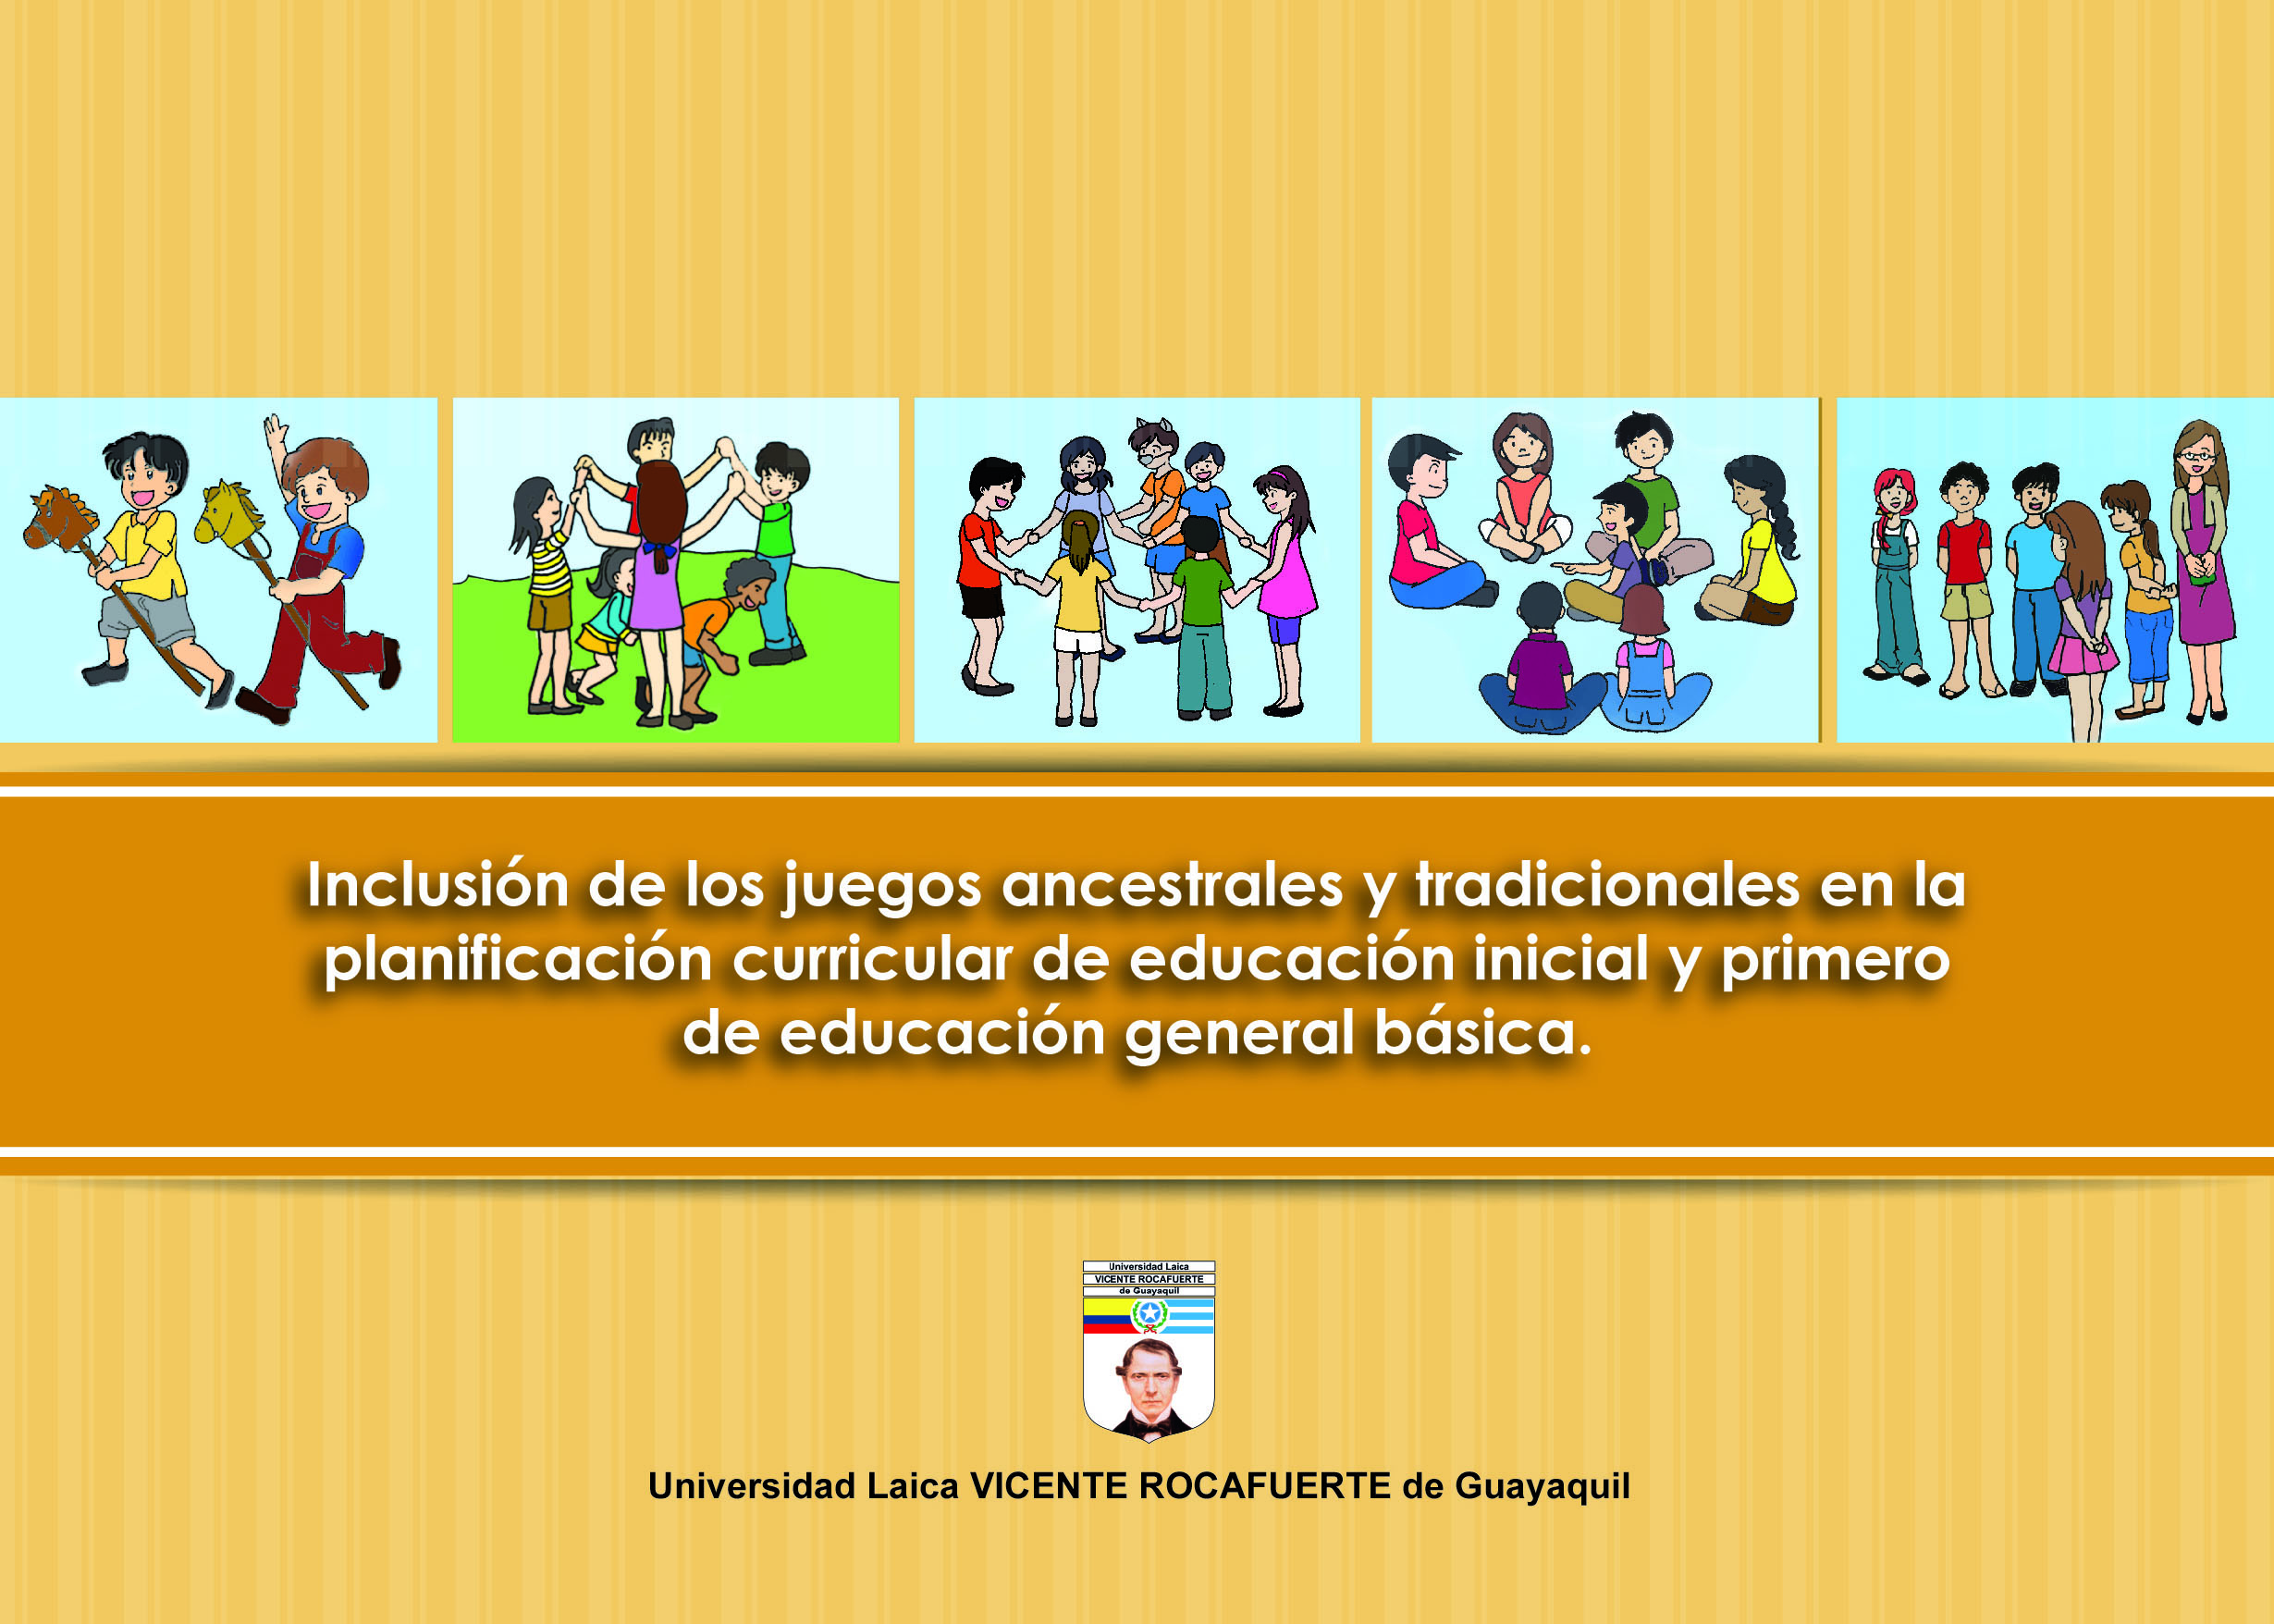 Inclusión de los juegos ancestrales y tradicionales en la
planificación curricular de educación inicial y primero
de educación general básica.
Universidad Laica
VICENTE ROCAFUERTE
de Guayaquil
Universidad Laica VICENTE ROCAFUERTE de Guayaquil